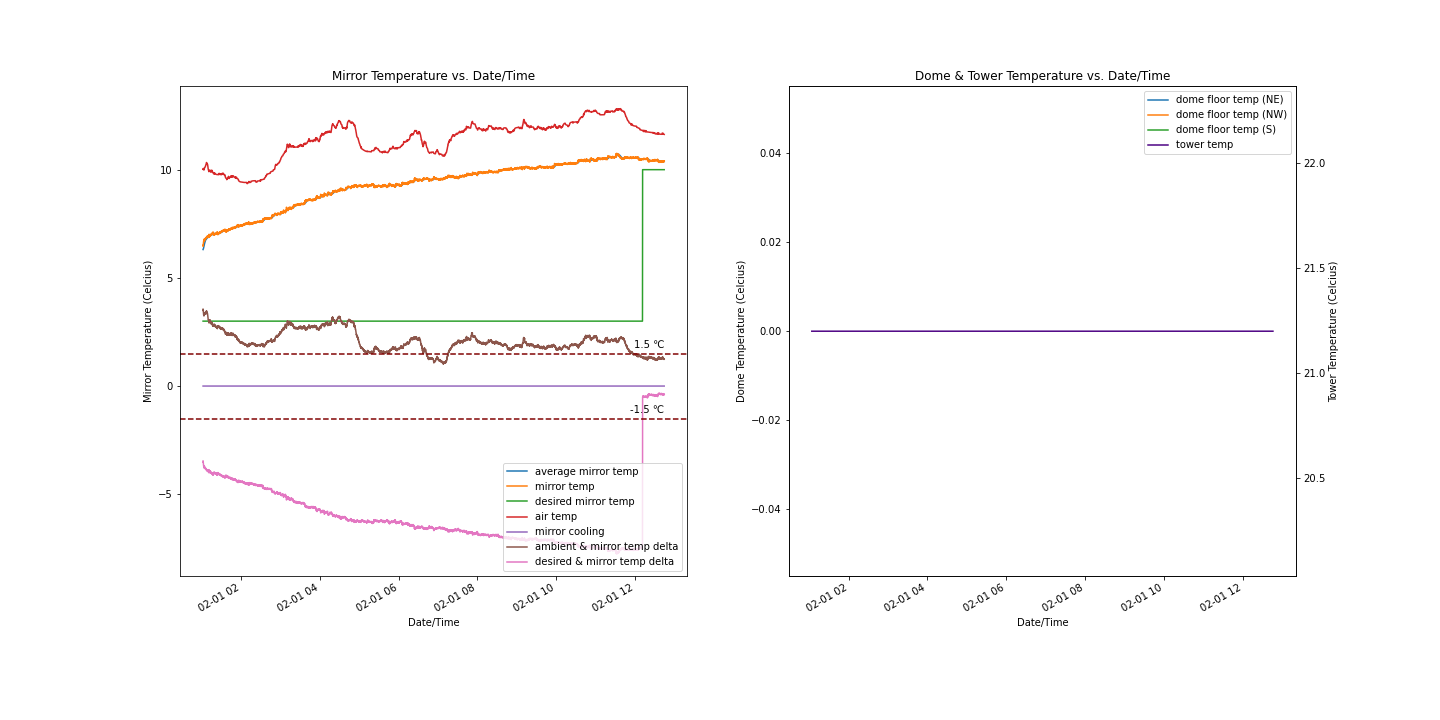 Mirror Temperature vs. Date/Time
Mirror Temperature (Celcius)
10
5
0
−5
1.5 °C
-1.5 °C
average mirror temp
mirror temp
desired mirror temp
air temp
mirror cooling
ambient & mirror temp delta
desired & mirror temp delta
02-01 02
02-01 04
02-01 06
02-01 08
02-01 10
02-01 12
Date/Time
Dome & Tower Temperature vs. Date/Time
Dome Temperature (Celcius)
0.04
0.02
0.00
−0.02
−0.04
dome floor temp (NE)
dome floor temp (NW)
dome floor temp (S)
tower temp
22.0
21.5
21.0
20.5
Tower Temperature (Celcius)
02-01 02
02-01 04
02-01 06
02-01 08
02-01 10
02-01 12
Date/Time